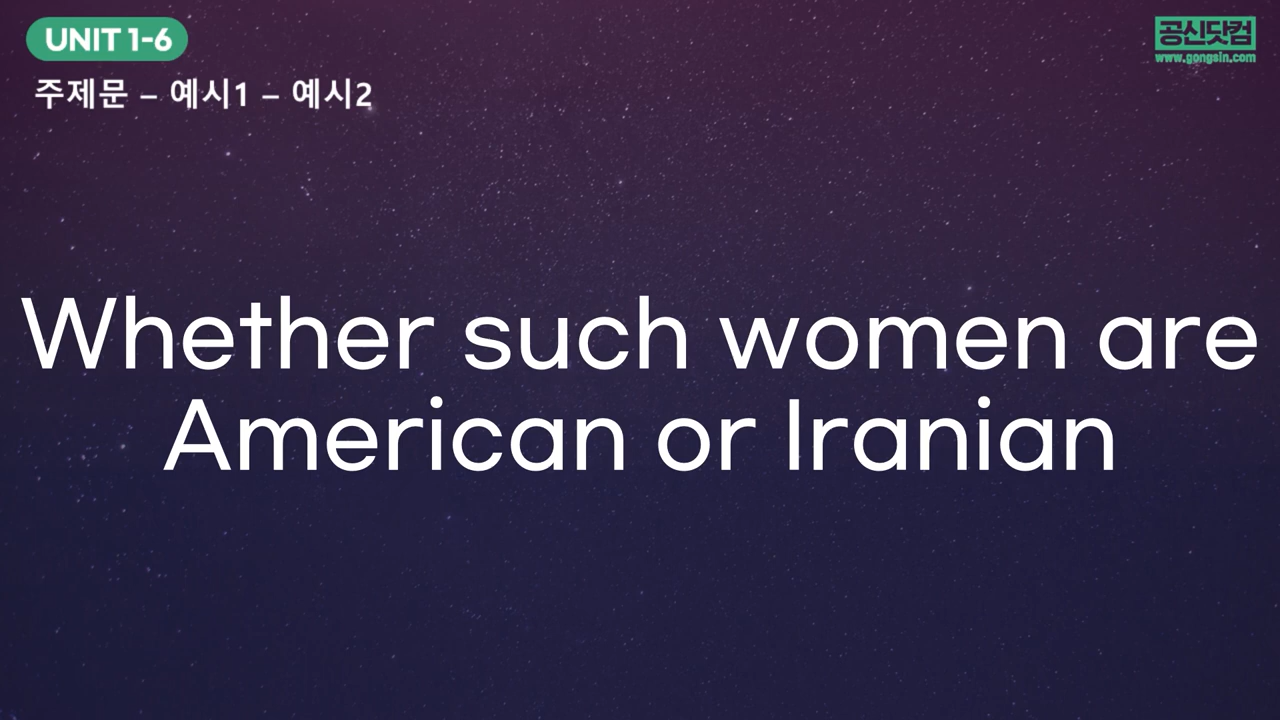 UNIT 1-6
공신닷컴
www.gongsin.com
주제문 – 예시1 – 예시2
Whether such women are
American or Iranian